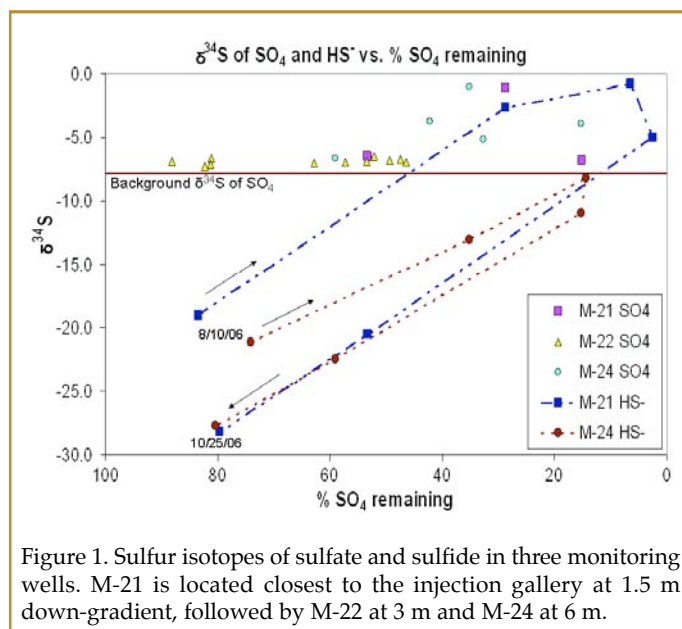 δ³⁴S of SO₄ and HS⁻ vs. % SO₄ remaining
0.0
-5.0
-10.0
-15.0
-20.0
-25.0
-30.0
δ³⁴S
Background δ³⁴S of SO₄
8/10/06
10/25/06
M-21 SO4
M-22 SO4
M-24 SO4
M-21 HS-
M-24 HS-
100
80
60
40
20
0
% SO₄ remaining
Figure 1. Sulfur isotopes of sulfate and sulfide in three monitoring
wells. M-21 is located closest to the injection gallery at 1.5 m
down-gradient, followed by M-22 at 3 m and M-24 at 6 m.